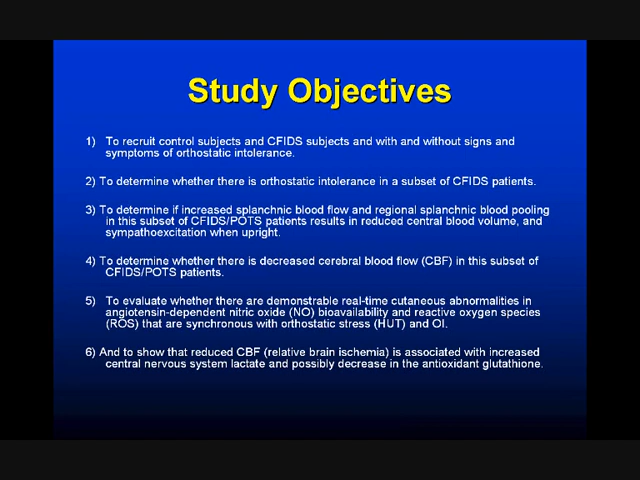 Study Objectives
1) To recruit control subjects and CFIDS subjects and with and without signs and
symptoms of orthostatic intolerance.
2) To determine whether there is orthostatic intolerance in a subset of CFIDS patients.
3) To determine if increased splanchnic blood flow and regional splanchnic blood pooling
in this subset of CFIDS/POTS patients results in reduced central blood volume, and
sympathoexcitation when upright.
4) To determine whether there is decreased cerebral blood flow (CBF) in this subset of
CFIDS/POTS patients.
5) To evaluate whether there are demonstrable real-time cutaneous abnormalities in
angiotensin-dependent nitric oxide (NO) bioavailability and reactive oxygen species
(ROS) that are synchronous with orthostatic stress (HUT) and OI.
6) And to show that reduced CBF (relative brain ischemia) is associated with increased
central nervous system lactate and possibly decrease in the antioxidant glutathione.